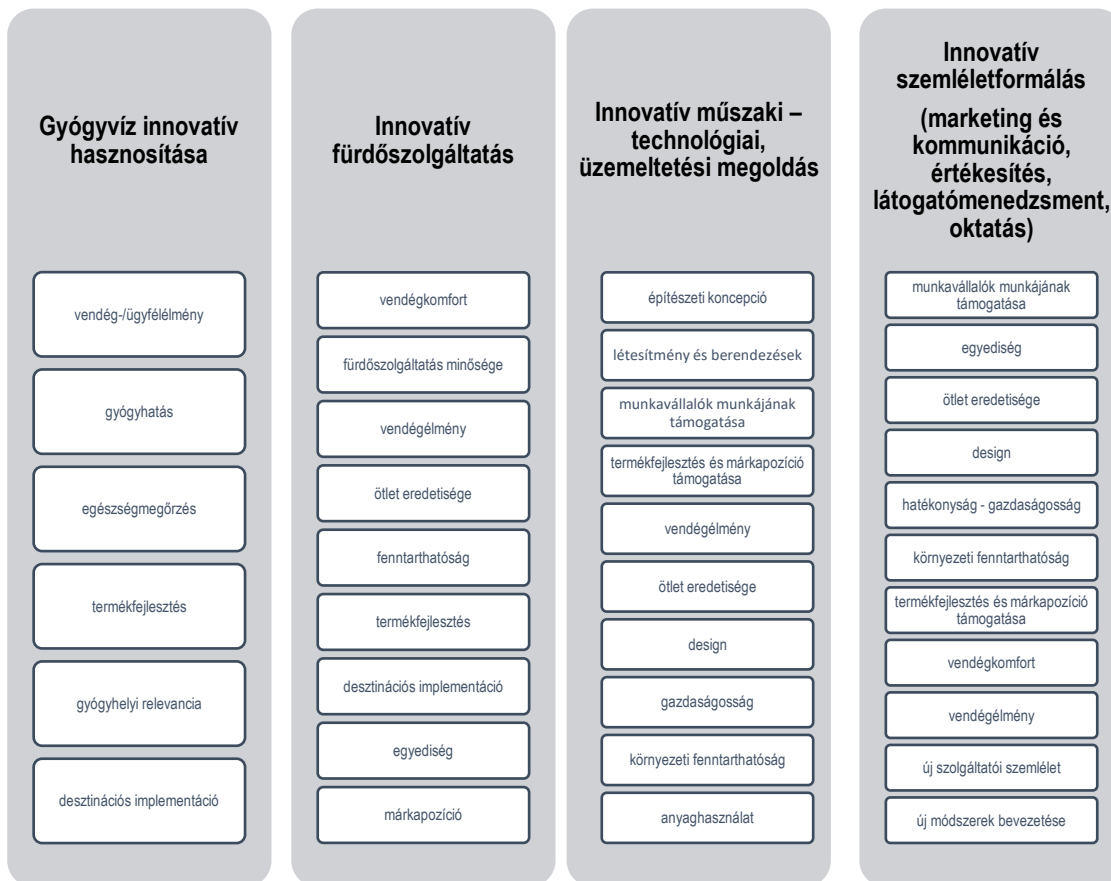 Gyógyvíz innovatív
hasznosítása
vendég-/ügyfélélmény
gyógyhatás
egészségmegőrzés
termékfejlesztés
gyógyhelyi relevancia
desztinációs implementáció
Innovatív
fürdőszolgáltatás
vendégkomfort
fürdőszolgáltatás minősége
vendégélmény
ötlet eredetisége
fenntarthatóság
termékfejlesztés
desztinációs implementáció
egyediség
márkapozíció
Innovatív műszaki –
technológiai,
üzemeltetési megoldás
építészeti koncepció
létesítmény és berendezések
munkavállalók munkájának
támogatása
termékfejlesztés és márkapozíció
támogatása
vendégélmény
ötlet eredetisége
design
gazdaságosság
környezeti fenntarthatóság
anyaghasználat
Innovatív
szemléletformálás
(marketing és
kommunikáció,
értékesítés,
látogatómenedzsment,
oktatás)
munkavállalók munkájának
támogatása
egyediség
ötlet eredetisége
design
hatékonyság - gazdaságosság
környezeti fenntarthatóság
termékfejlesztés és márkapozíció
támogatása
vendégkomfort
vendégélmény
új szolgáltatói szemlélet
új módszerek bevezetése